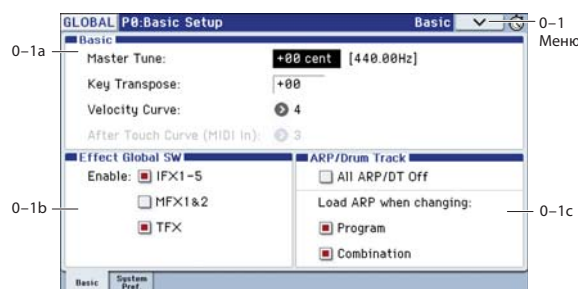 GLOBAL P0:Basic Setup Basic
0–1
Меню
0–1a
Basic
Master Tune: +00 cent [440.00Hz]
Key Transpose: +00
Velocity Curve: 4
After Touch Curve (MIDI In): 3
Effect Global SW
Enable: IFX1-5
MFX1&2
TFX
0–1b
ARP/Drum Track
All ARP/DT Off
Load ARP when changing:
Program
Combination
0–1c
Basic
System Pref.